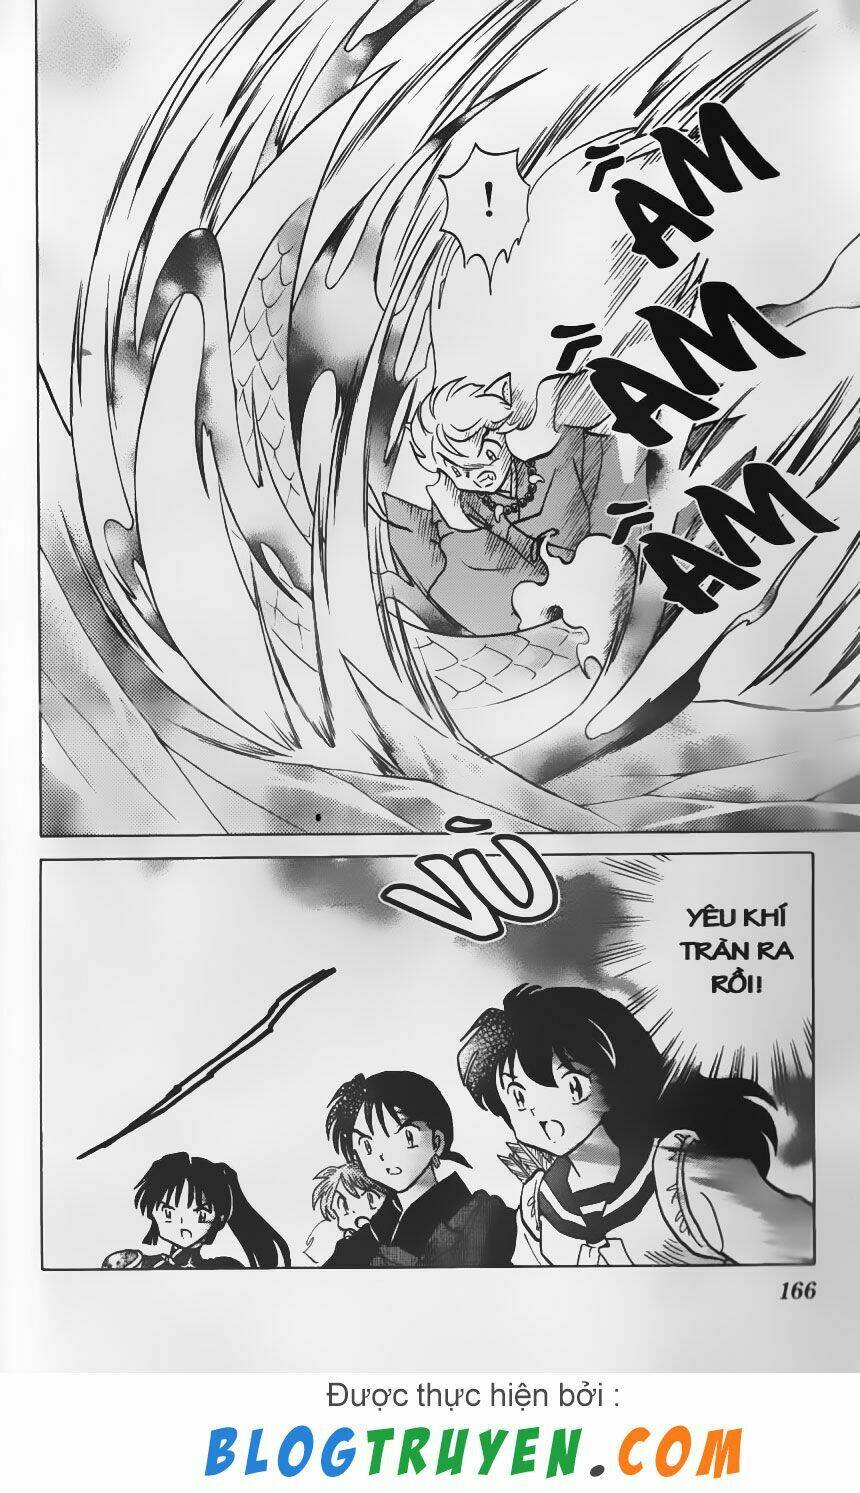 !
ẦM
ẦM
ẦM
VÙ
YÊU KHÍ
TRÀN RA
RỒI!
166
Được thực hiện bởi :
BLOGTRUYEN.COM